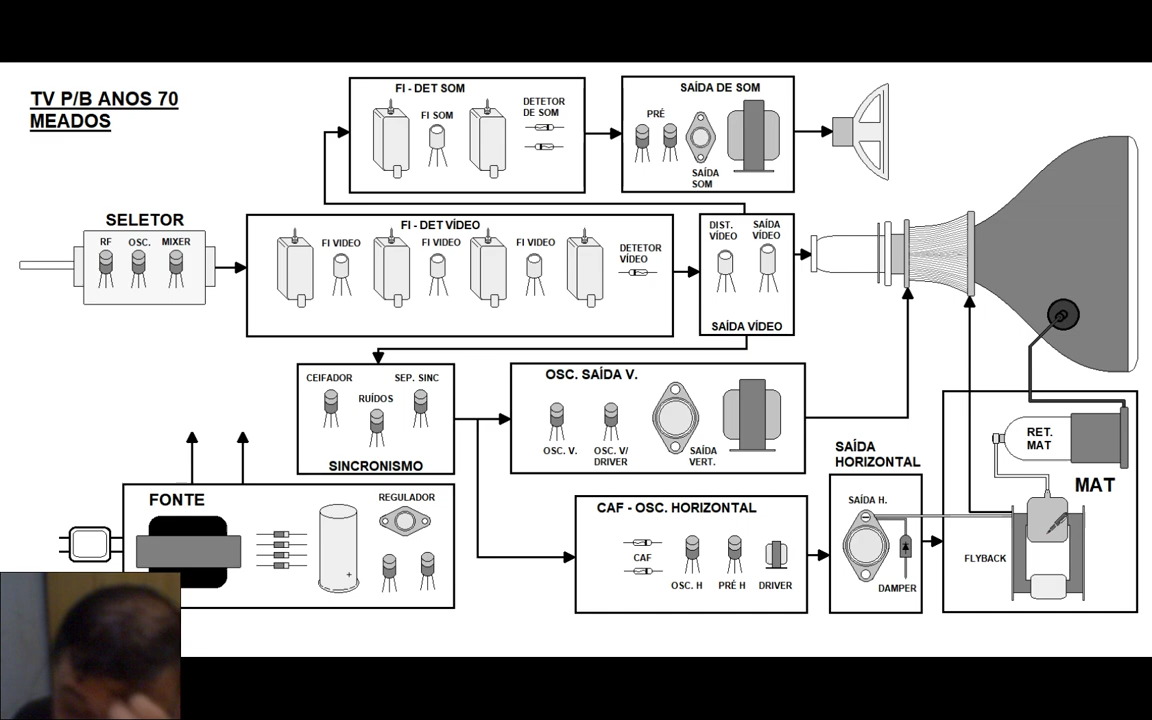 TV P/B ANOS 70
MEADOS
FI - DET SOM
FI SOM
DETETOR
DE SOM
SAÍDA DE SOM
PRÉ
SAÍDA
SOM
SELETOR
RF
OSC.
MIXER
FI - DET VÍDEO
FI VIDEO
FI VIDEO
FI VIDEO
DETETOR
VÍDEO
DIST.
VÍDEO
SAÍDA
VÍDEO
SAÍDA VÍDEO
CEIFADOR
RUÍDOS
SEP. SINC
SINCRONISMO
OSC. SAÍDA V.
OSC. V.
OSC. V/
DRIVER
SAÍDA
VERT.
FONTE
REGULADOR
+
CAF - OSC. HORIZONTAL
CAF
OSC. H
PRÉ H
DRIVER
SAÍDA
HORIZONTAL
SAÍDA H.
DAMPER
RET.
MAT
MAT
FLYBACK